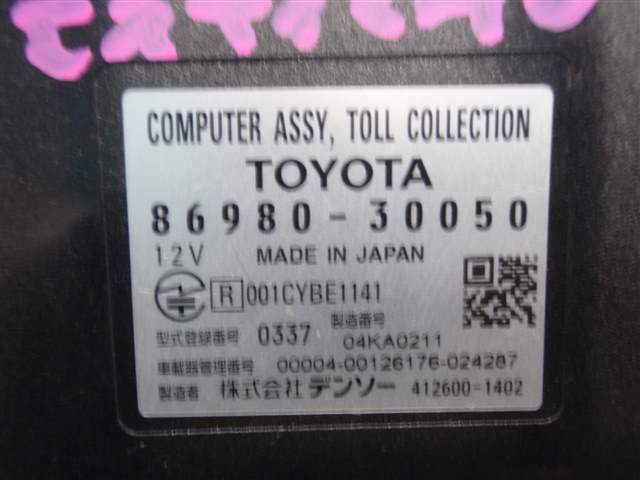 COMPUTER ASSY, TOLL COLLECTION
TOYOTA
86980-30050
12V MADE IN JAPAN
R 001CYBE1141
型式登録番号 0337 製造番号 04KA0211
車載器管理番号 00004-00126176-024287
製造者 株式会社 デンソー 412600-1402